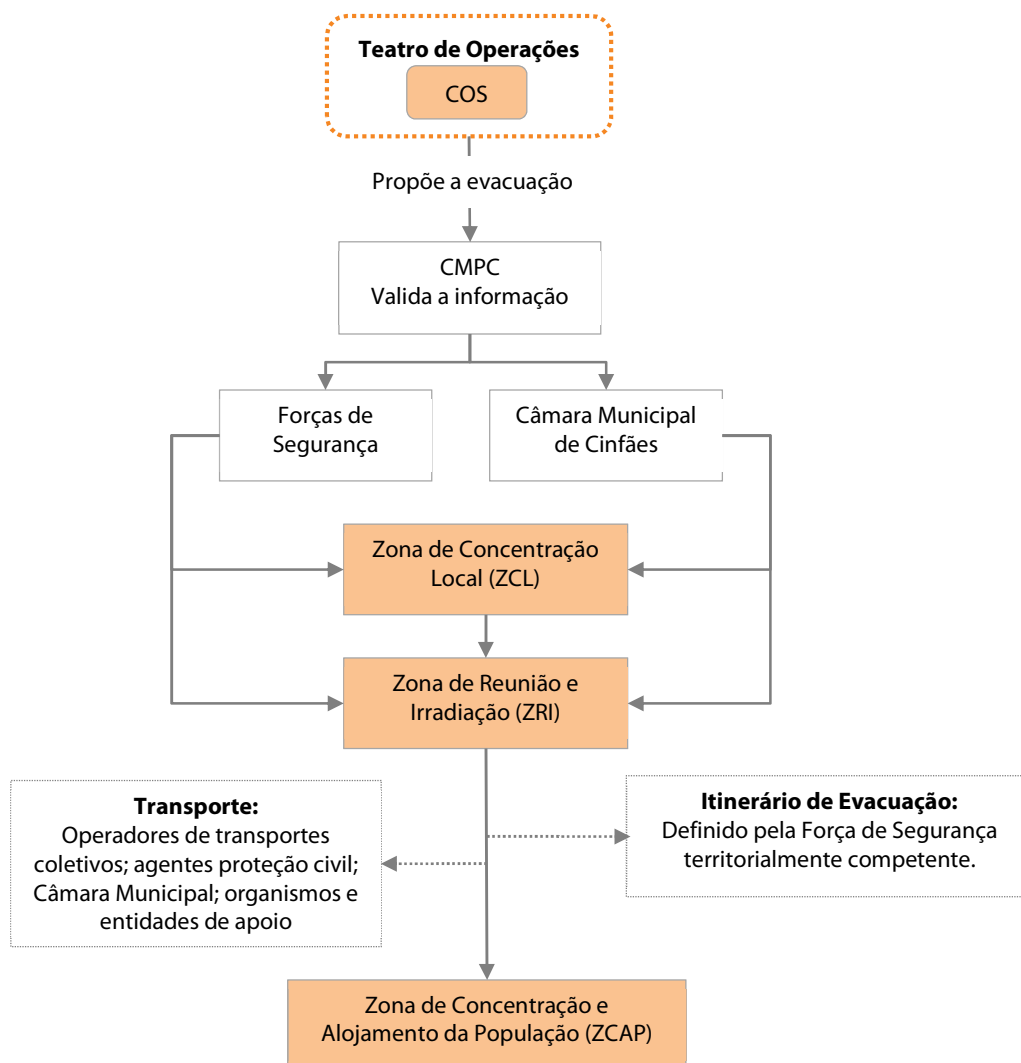 Teatro de Operações
COS
Propõe a evacuação
CMPC
Valida a informação
Forças de
Segurança
Câmara Municipal
de Cinfães
Zona de Concentração
Local (ZCL)
Zona de Reunião e
Irradiação (ZRI)
Transporte:
Operadores de transportes
coletivos; agentes proteção civil;
Câmara Municipal; organismos e
entidades de apoio
Itinerário de Evacuação:
Definido pela Força de Segurança
territorialmente competente.
Zona de Concentração e
Alojamento da População (ZCAP)